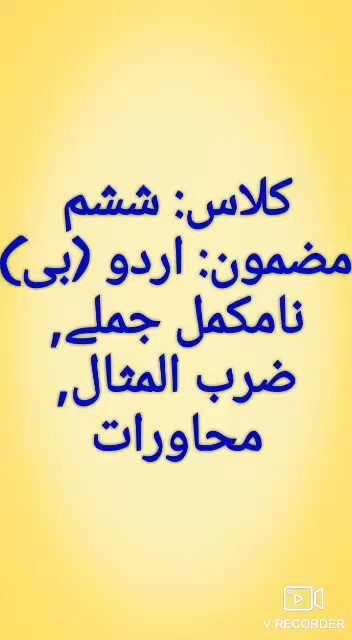 کلاس: ششم
مضمون: اردو (بی)
نامکمل جملے,
ضرب المثال,
محاورات
V RECORDER